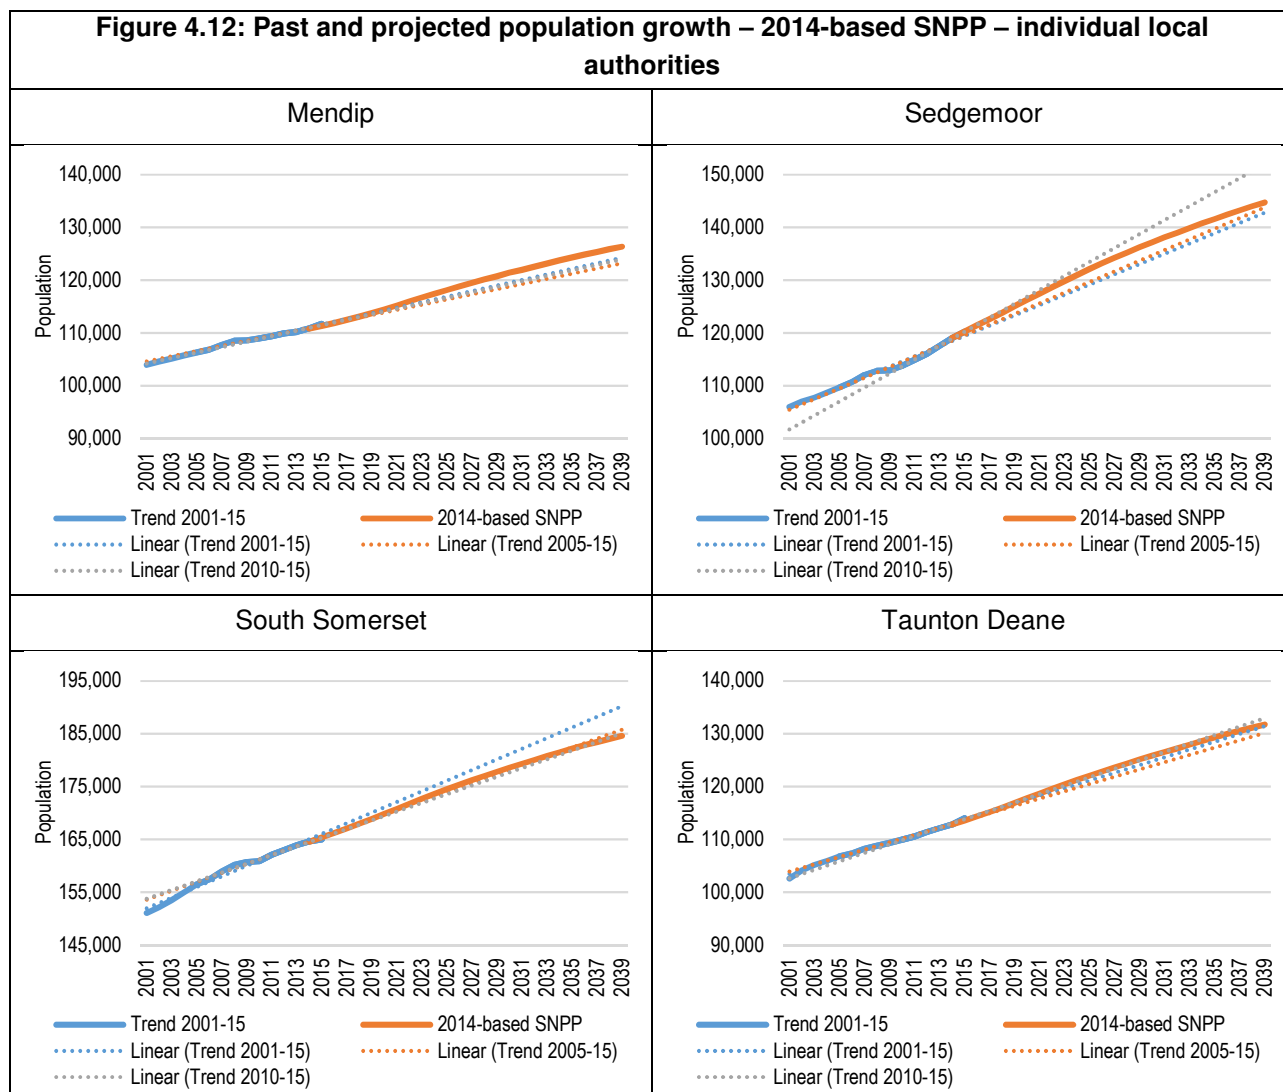 Figure 4.12: Past and projected population growth – 2014-based SNPP – individual local
authorities
Mendip
Sedgemoor
140,000
130,000
120,000
110,000
100,000
90,000
Population
2001 2003 2005 2007 2009 2011 2013 2015 2017 2019 2021 2023 2025 2027 2029 2031 2033 2035 2037 2039
Trend 2001-15
2014-based SNPP
Linear (Trend 2001-15)
Linear (Trend 2005-15)
Linear (Trend 2010-15)
150,000
140,000
130,000
120,000
110,000
100,000
Population
2001 2003 2005 2007 2009 2011 2013 2015 2017 2019 2021 2023 2025 2027 2029 2031 2033 2035 2037 2039
Trend 2001-15
2014-based SNPP
Linear (Trend 2001-15)
Linear (Trend 2005-15)
Linear (Trend 2010-15)
South Somerset
Taunton Deane
195,000
185,000
175,000
165,000
155,000
145,000
Population
2001 2003 2005 2007 2009 2011 2013 2015 2017 2019 2021 2023 2025 2027 2029 2031 2033 2035 2037 2039
Trend 2001-15
2014-based SNPP
Linear (Trend 2001-15)
Linear (Trend 2005-15)
Linear (Trend 2010-15)
140,000
130,000
120,000
110,000
100,000
90,000
Population
2001 2003 2005 2007 2009 2011 2013 2015 2017 2019 2021 2023 2025 2027 2029 2031 2033 2035 2037 2039
Trend 2001-15
2014-based SNPP
Linear (Trend 2001-15)
Linear (Trend 2005-15)
Linear (Trend 2010-15)